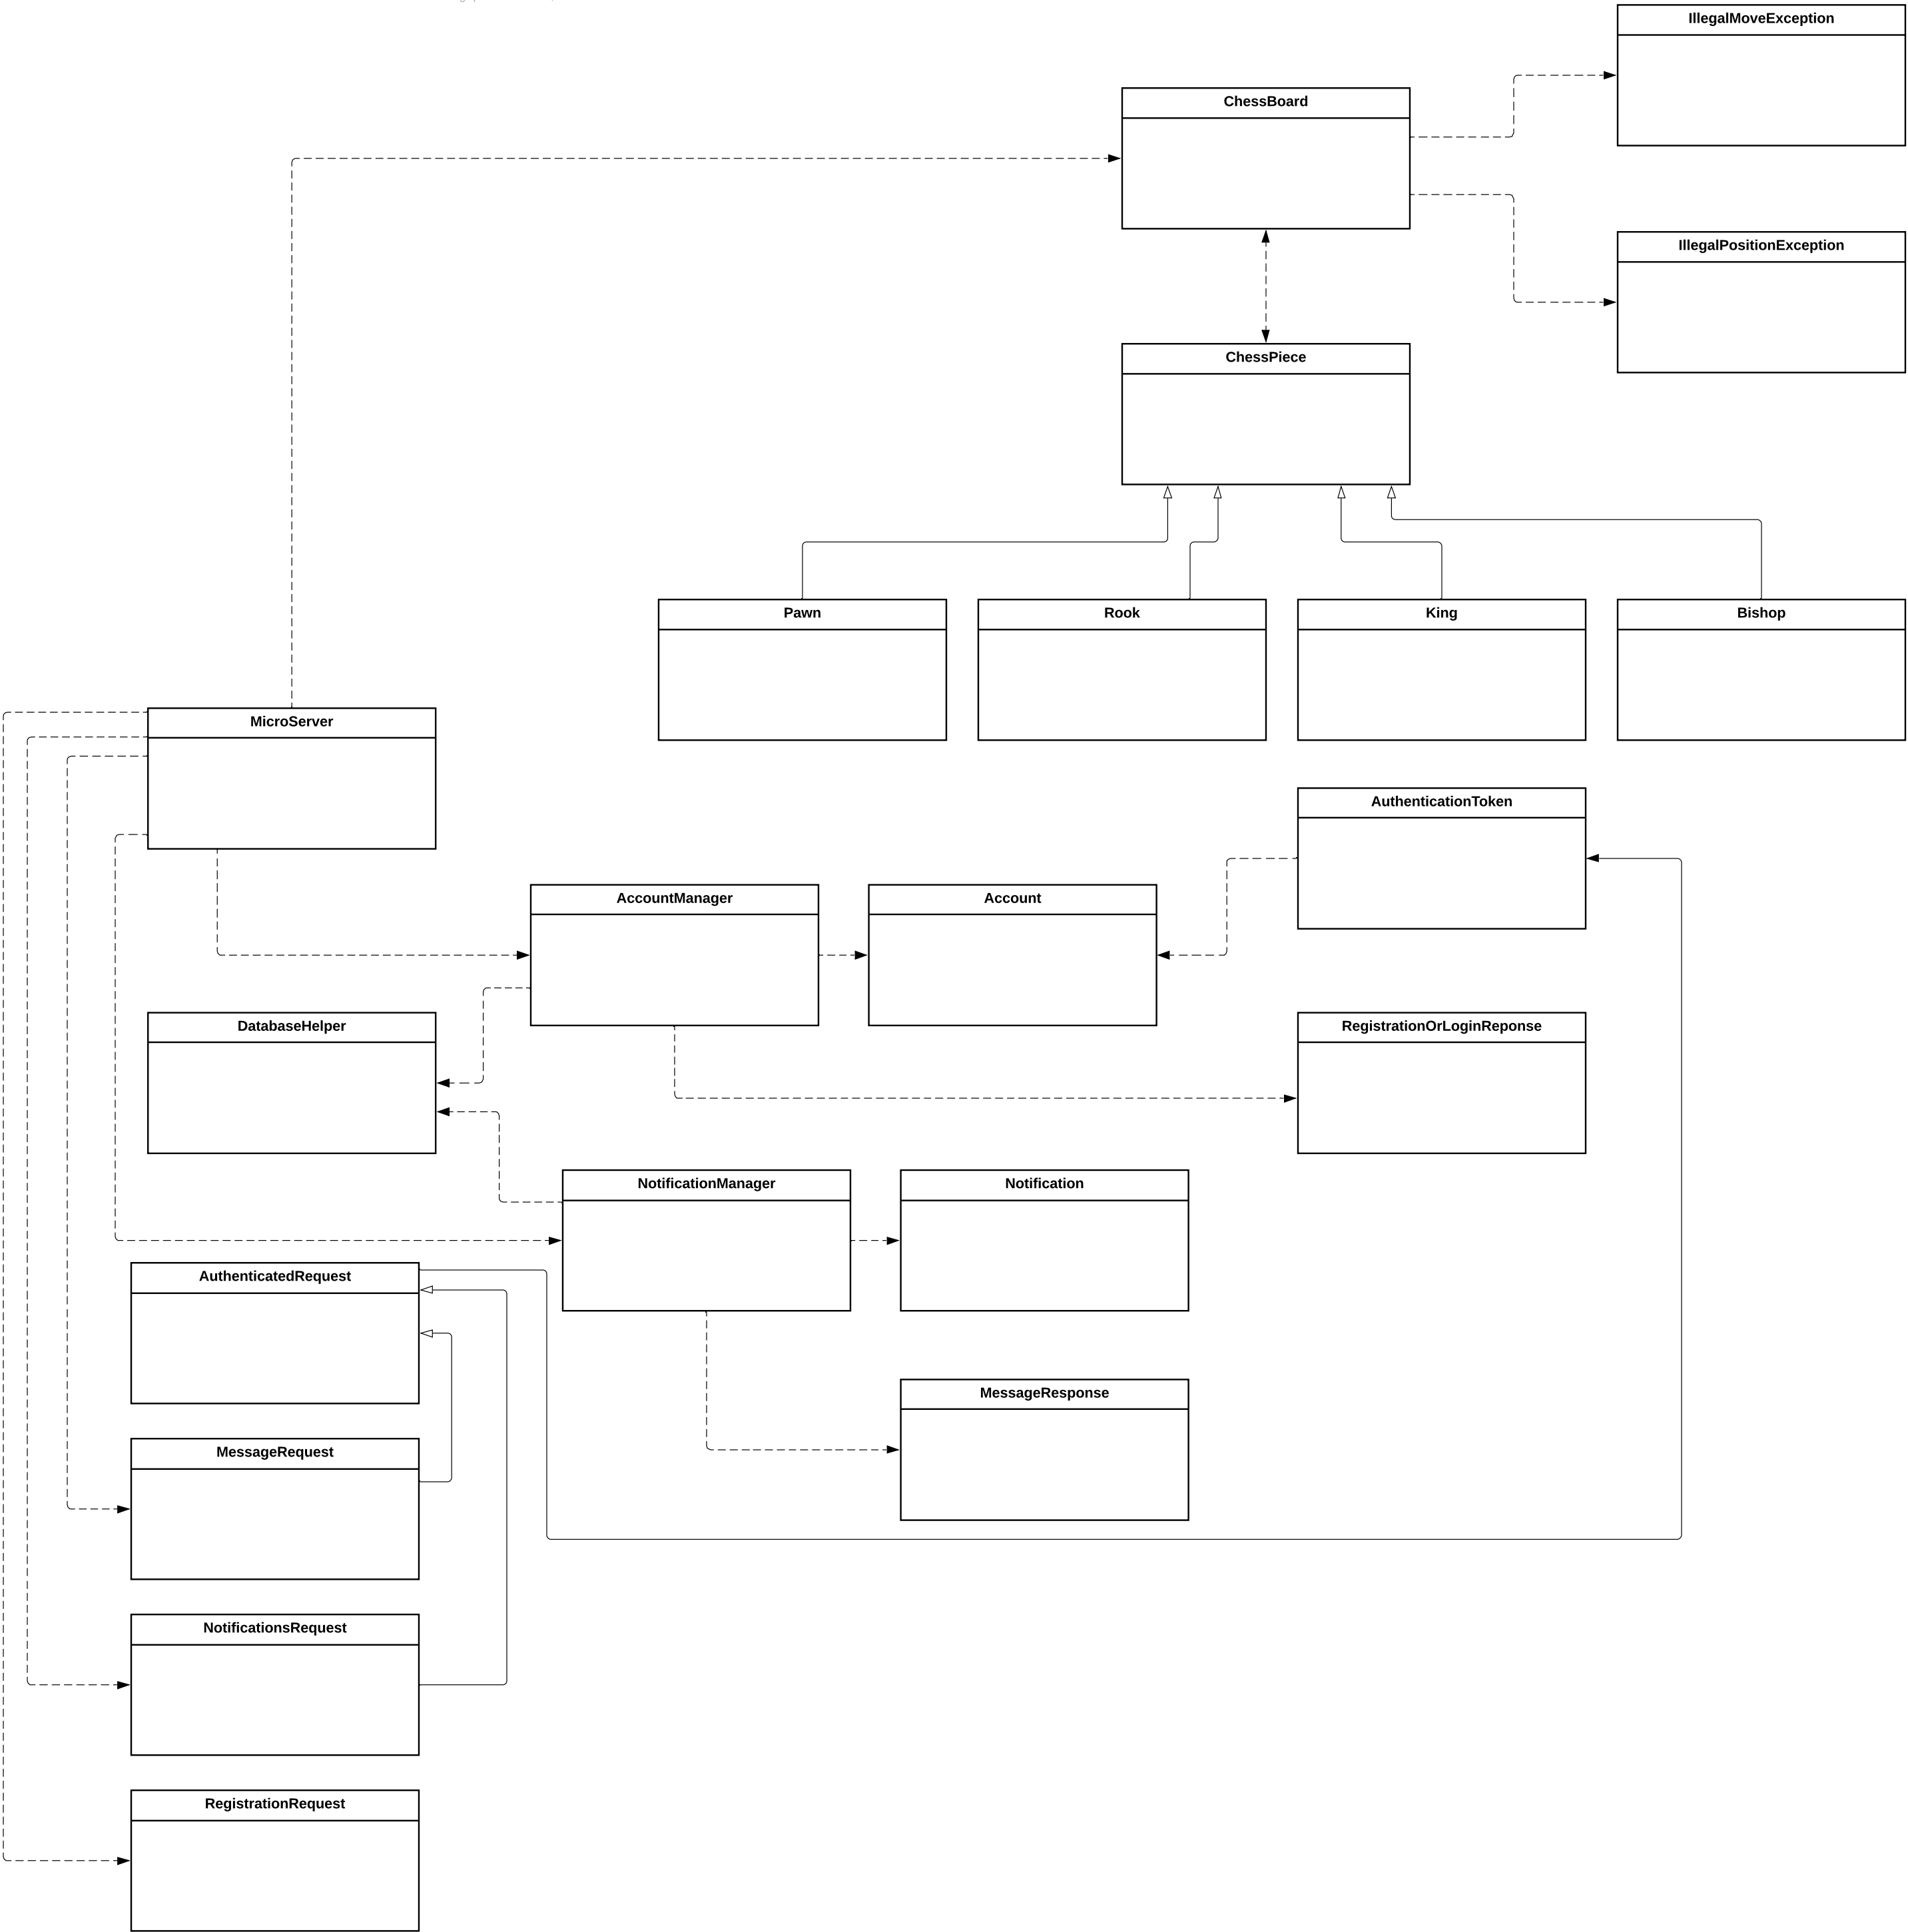 IllegalMoveException
ChessBoard
IllegalPositionException
ChessPiece
Pawn
Rook
King
Bishop
MicroServer
AuthenticationToken
AccountManager
Account
DatabaseHelper
RegistrationOrLoginReponse
NotificationManager
Notification
AuthenticatedRequest
MessageResponse
MessageRequest
NotificationsRequest
RegistrationRequest